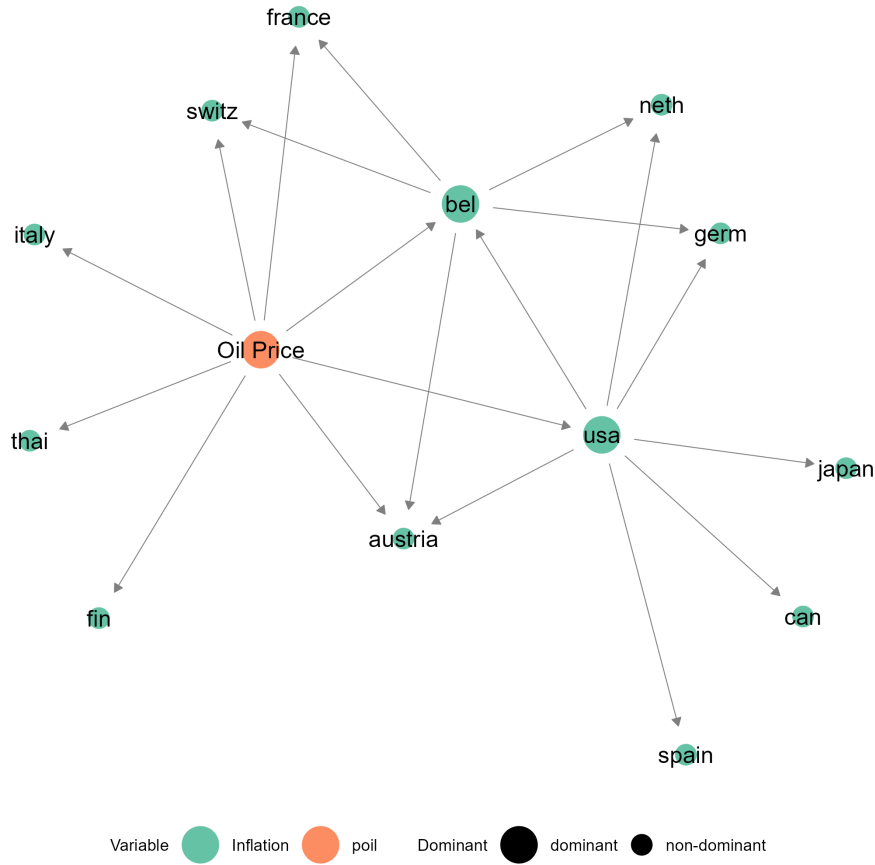 france
switz
neth
bel
italy
germ
Oil Price
usa
thai
japan
austria
fin
can
spain
Variable Inflation poil Dominant dominant non-dominant